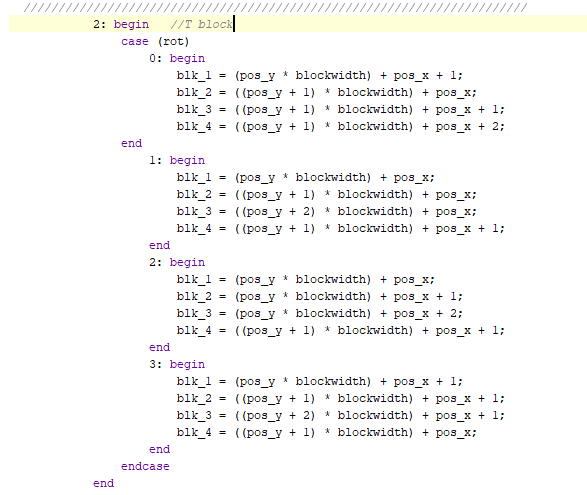 ////////////////////////////////////////////////////////////////////////
2: begin   //T block
case (rot)
0: begin
blk_1 = (pos_y * blockwidth) + pos_x + 1;
blk_2 = ((pos_y + 1) * blockwidth) + pos_x;
blk_3 = ((pos_y + 1) * blockwidth) + pos_x + 1;
blk_4 = ((pos_y + 1) * blockwidth) + pos_x + 2;
end
1: begin
blk_1 = (pos_y * blockwidth) + pos_x;
blk_2 = ((pos_y + 1) * blockwidth) + pos_x;
blk_3 = ((pos_y + 2) * blockwidth) + pos_x;
blk_4 = ((pos_y + 1) * blockwidth) + pos_x + 1;
end
2: begin
blk_1 = (pos_y * blockwidth) + pos_x;
blk_2 = (pos_y * blockwidth) + pos_x + 1;
blk_3 = (pos_y * blockwidth) + pos_x + 2;
blk_4 = ((pos_y + 1) * blockwidth) + pos_x + 1;
end
3: begin
blk_1 = (pos_y * blockwidth) + pos_x + 1;
blk_2 = ((pos_y + 1) * blockwidth) + pos_x + 1;
blk_3 = ((pos_y + 2) * blockwidth) + pos_x + 1;
blk_4 = ((pos_y + 1) * blockwidth) + pos_x;
end
endcase
end